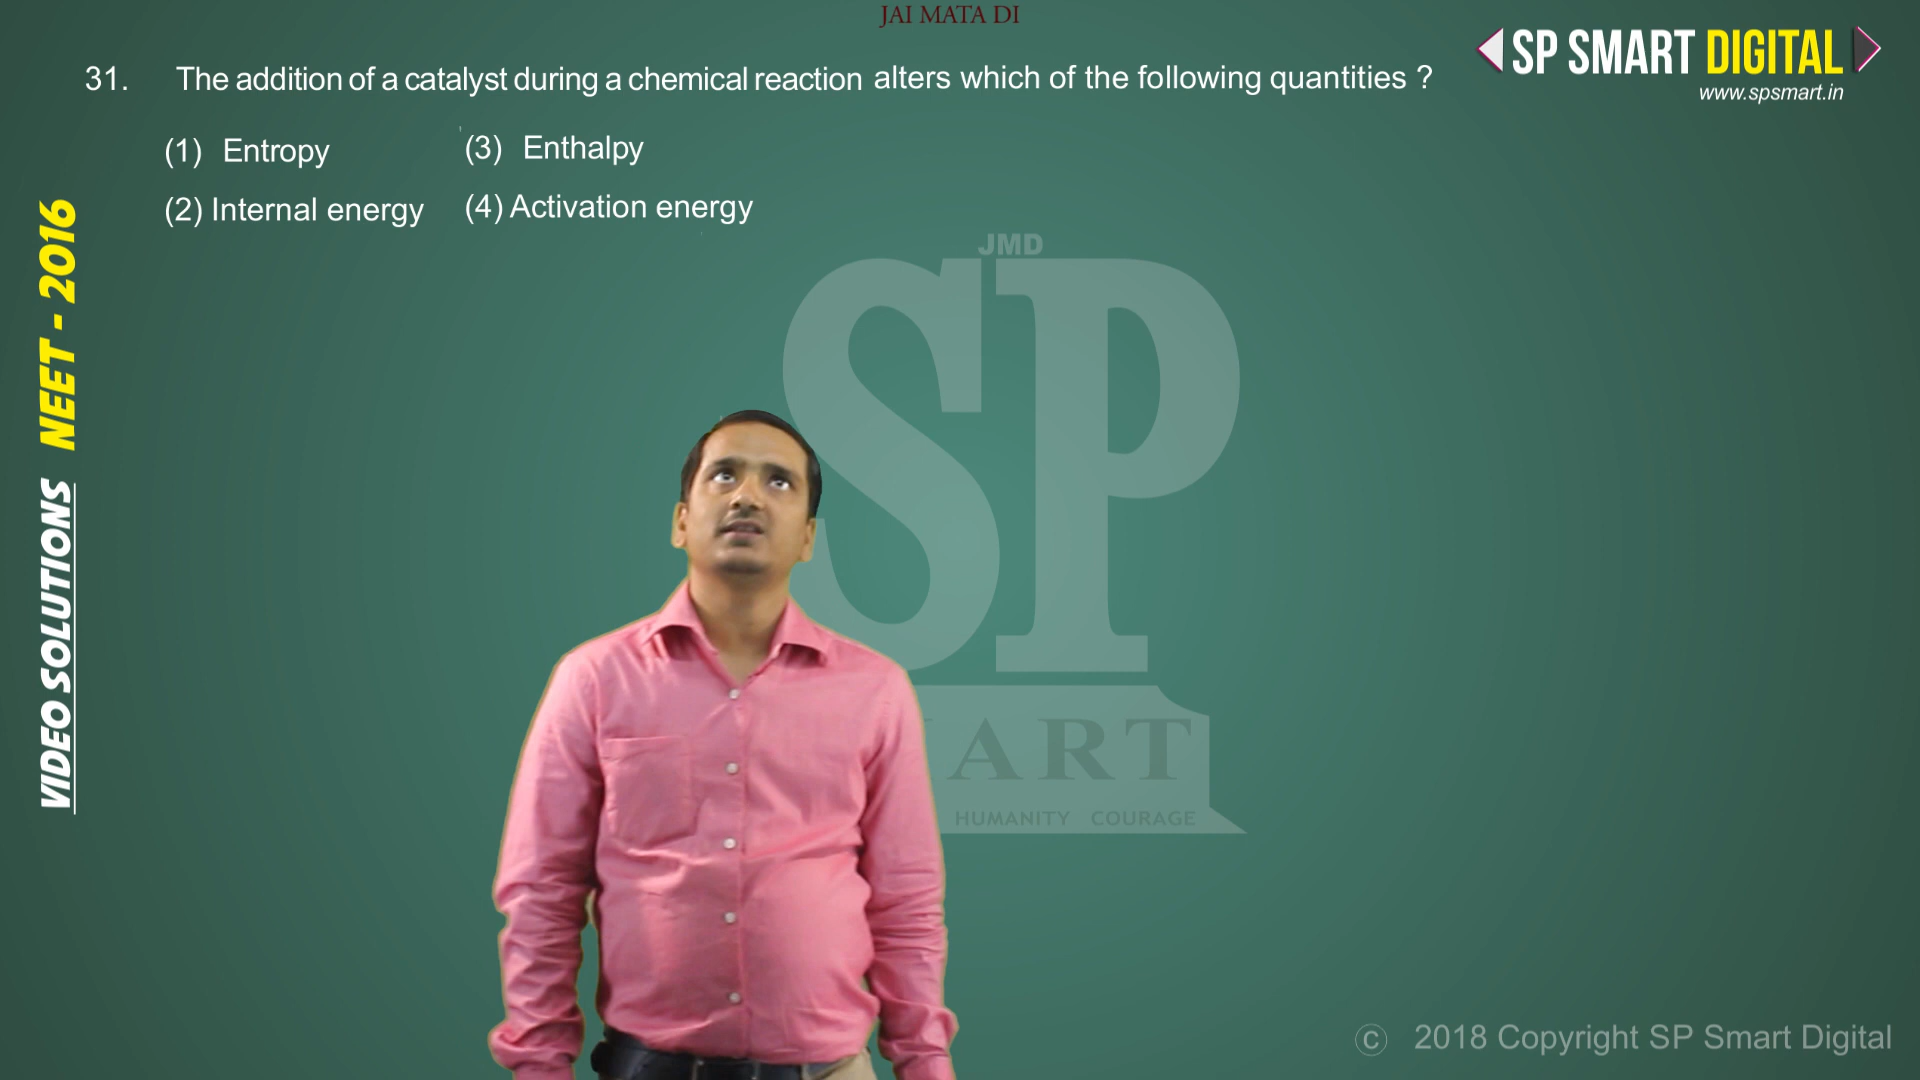 JAI MATA DI
SP SMART DIGITAL
www.spsmart.in
31. The addition of a catalyst during a chemical reaction alters which of the following quantities ?
(1) Entropy (3) Enthalpy
(2) Internal energy (4) Activation energy
VIDEO SOLUTIONS NEET - 2016
JMD
SP
ART
HUMANITY COURAGE
© 2018 Copyright SP Smart Digital